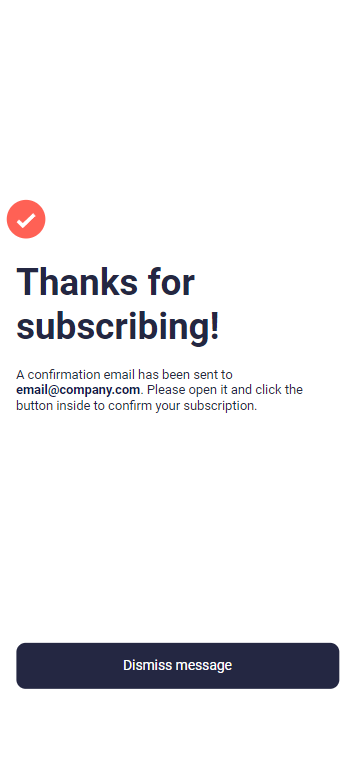 Thanks for
subscribing!
A confirmation email has been sent to
email@company.com. Please open it and click the
button inside to confirm your subscription.
Dismiss message